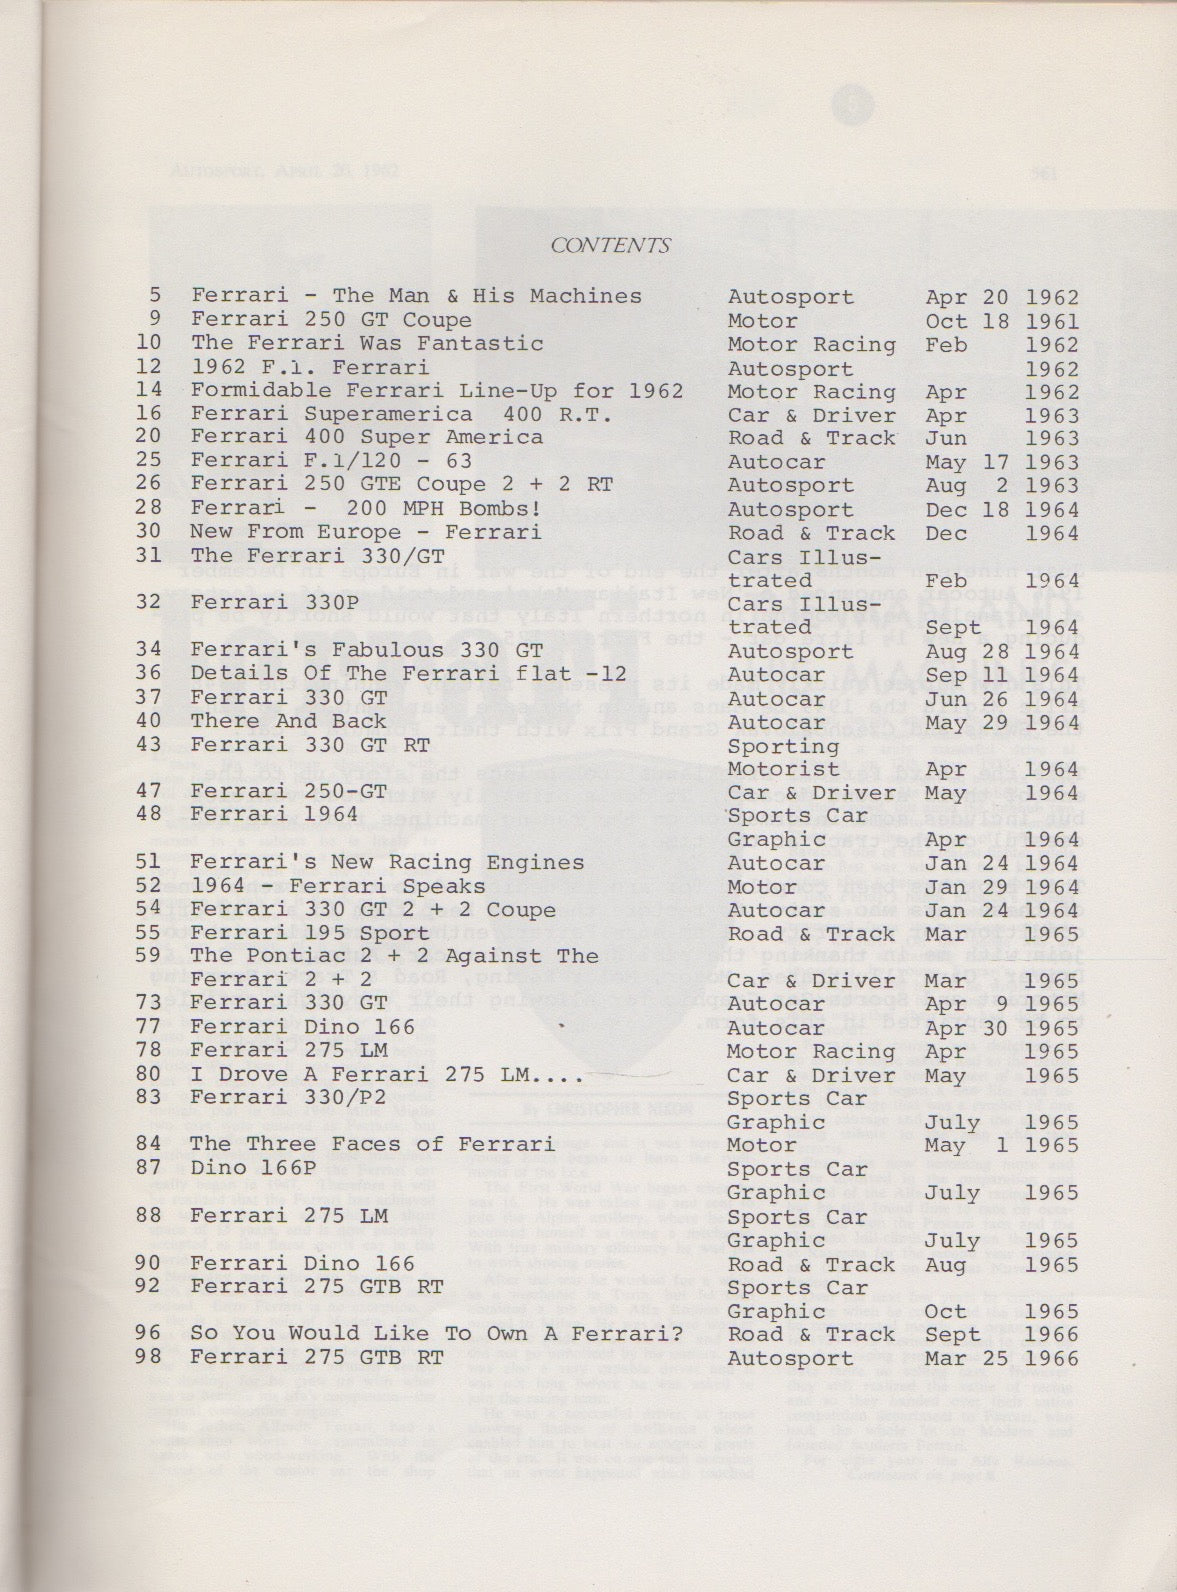 CONTENTS
5 Ferrari - The Man & His Machines Autosport Apr 20 1962
9 Ferrari 250 GT Coupe Motor Oct 18 1961
10 The Ferrari Was Fantastic Motor Racing Feb 1962
12 1962 F.1. Ferrari Autosport 1962
14 Formidable Ferrari Line-Up for 1962 Motor Racing Apr 1962
16 Ferrari Superamerica 400 R.T. Car & Driver Apr 1963
20 Ferrari 400 Super America Road & Track Jun 1963
25 Ferrari F.1/120 - 63 Autocar May 17 1963
26 Ferrari 250 GTE Coupe 2 + 2 RT Autosport Aug 2 1963
28 Ferrari - 200 MPH Bombs! Autosport Dec 18 1964
30 New From Europe - Ferrari Road & Track Dec 1964
31 The Ferrari 330/GT Cars Illus-
trated Feb 1964
32 Ferrari 330P Cars Illus-
trated Sept 1964
34 Ferrari's Fabulous 330 GT Autosport Aug 28 1964
36 Details Of The Ferrari flat -12 Autocar Sep 11 1964
37 Ferrari 330 GT Autocar Jun 26 1964
40 There And Back Autocar May 29 1964
43 Ferrari 330 GT RT Sporting
Motorist Apr 1964
47 Ferrari 250-GT Car & Driver May 1964
48 Ferrari 1964 Sports Car
Graphic Apr 1964
51 Ferrari's New Racing Engines Autocar Jan 24 1964
52 1964 - Ferrari Speaks Motor Jan 29 1964
54 Ferrari 330 GT 2 + 2 Coupe Autocar Jan 24 1964
55 Ferrari 195 Sport Road & Track Mar 1965
59 The Pontiac 2 + 2 Against The
Ferrari 2 + 2 Car & Driver Mar 1965
73 Ferrari 330 GT Autocar Apr 9 1965
77 Ferrari Dino 166 Autocar Apr 30 1965
78 Ferrari 275 LM Motor Racing Apr 1965
80 I Drove A Ferrari 275 LM.... Car & Driver May 1965
83 Ferrari 330/P2 Sports Car
Graphic July 1965
84 The Three Faces of Ferrari Motor May 1 1965
87 Dino 166P Sports Car
Graphic July 1965
88 Ferrari 275 LM Sports Car
Graphic July 1965
90 Ferrari Dino 166 Road & Track Aug 1965
92 Ferrari 275 GTB RT Sports Car
Graphic Oct 1965
96 So You Would Like To Own A Ferrari? Road & Track Sept 1966
98 Ferrari 275 GTB RT Autosport Mar 25 1966